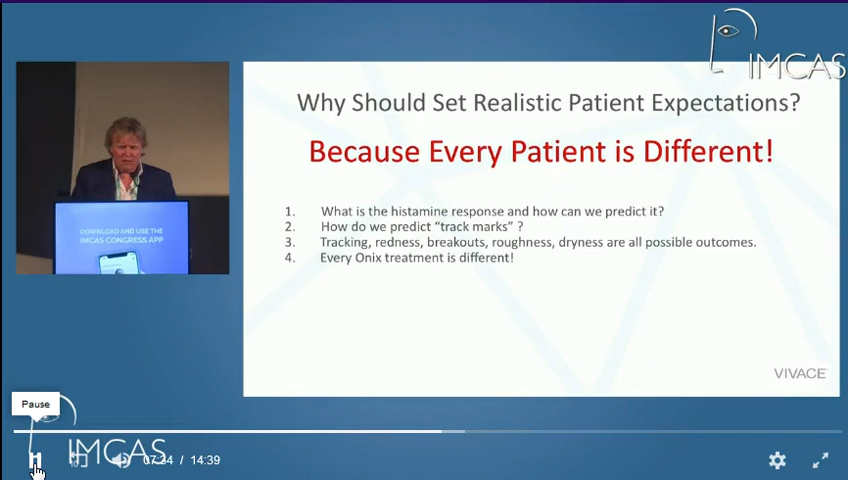 IMCAS
Why Should Set Realistic Patient Expectations?
Because Every Patient is Different!
1. What is the histamine response and how can we predict it?
2. How do we predict “track marks” ?
3. Tracking, redness, breakouts, roughness, dryness are all possible outcomes.
4. Every Onix treatment is different!
VIVACE
DOWNLOAD AND USE THE
IMCAS CONGRESS APP
Pause
IMCAS
07:34 / 14:39